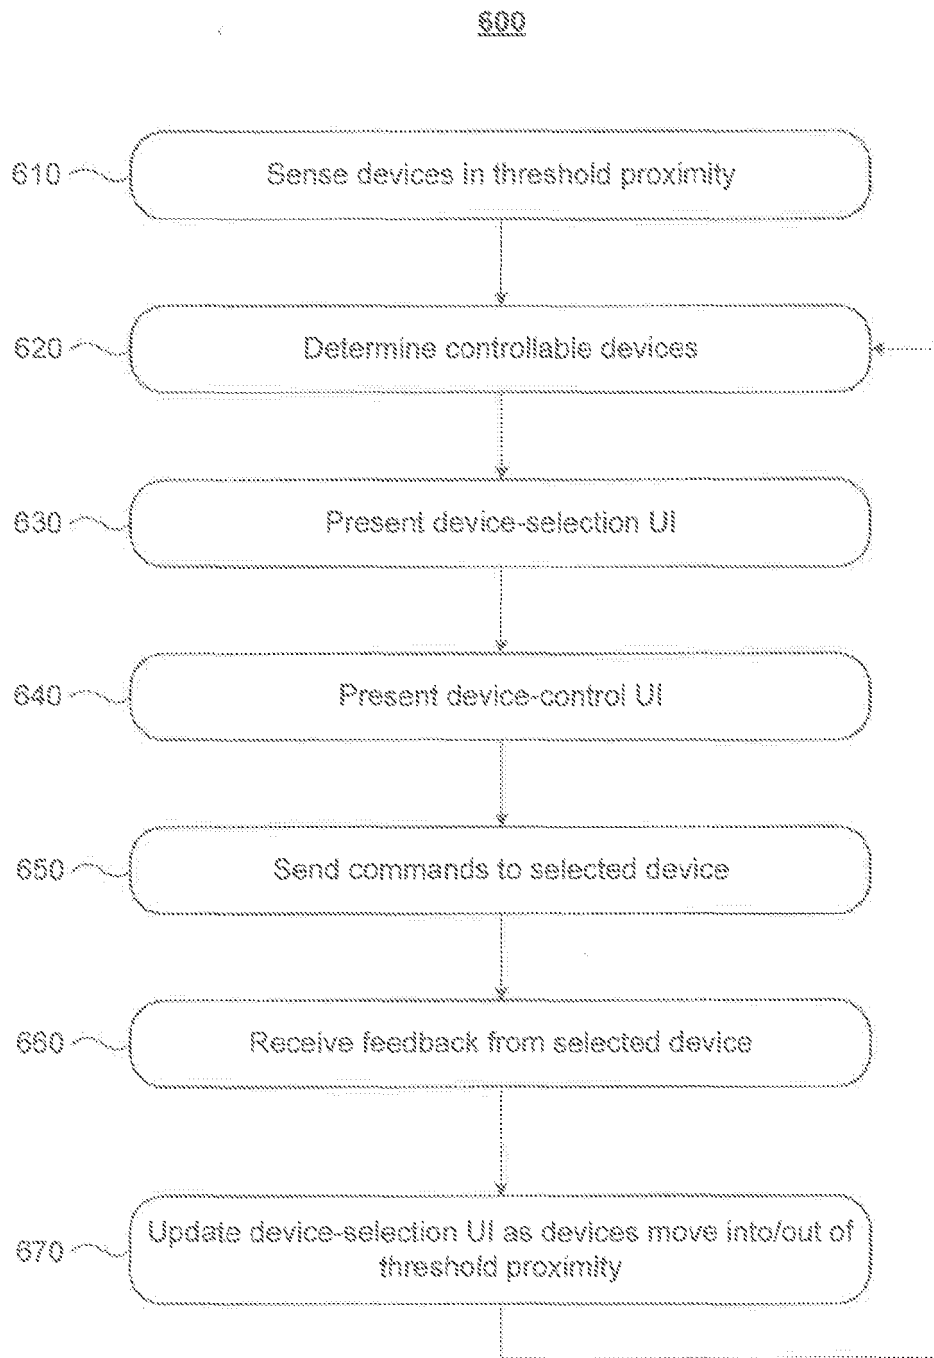 600
610
Sense devices in threshold proximity
620
Determine controllable devices
630
Present device-selection UI
640
Present device-control UI
650
Send commands to selected device
660
Receive feedback from selected device
670
Update device-selection UI as devices move into/out of
threshold proximity